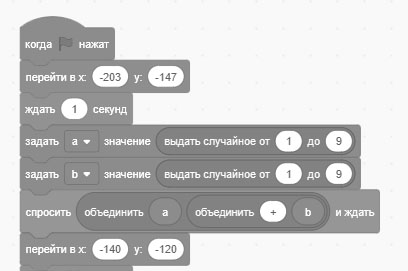 когда нажат
перейти в x: -203 y: -147
ждать 1 секунд
задать a значение выдать случайное от 1 до 9
задать b значение выдать случайное от 1 до 9
спросить объединить a объединить + b и ждать
перейти в x: -140 y: -120